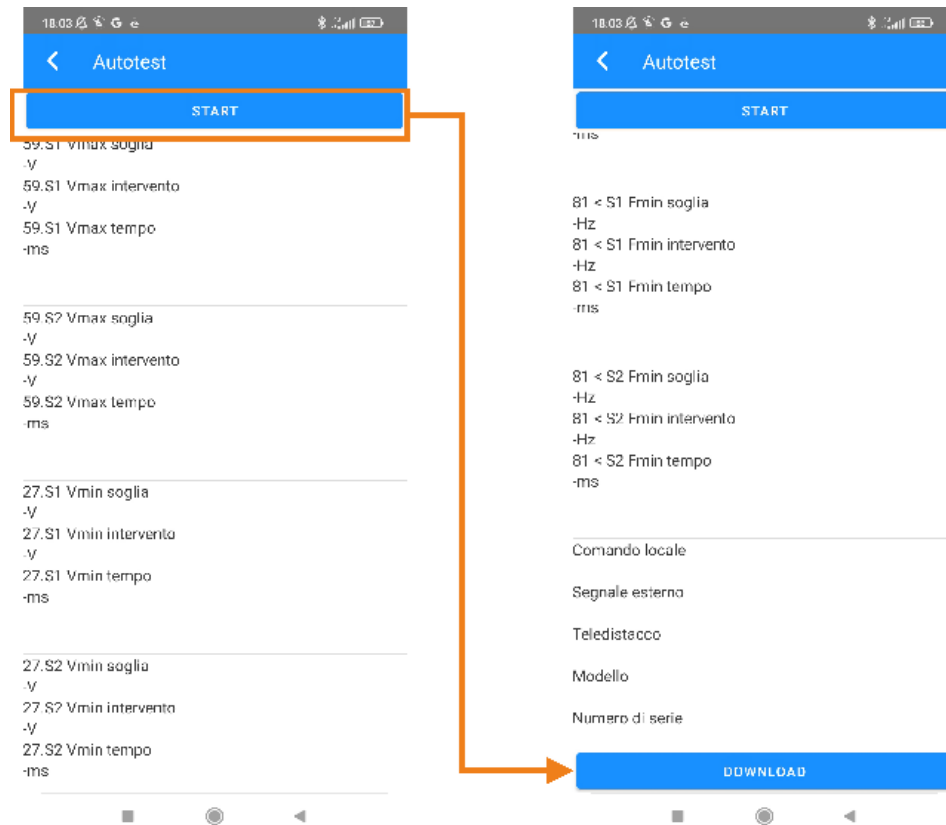 18.03
Autotest
START
59.S1 Vmax soglia
-V
59.S1 Vmax intervento
-V
59.S1 Vmax tempo
-ms
59.S2 Vmax soglia
-V
59.S2 Vmax intervento
-V
59.S2 Vmax tempo
-ms
27.S1 Vmin soglia
-V
27.S1 Vmin intervento
-V
27.S1 Vmin tempo
-ms
27.S2 Vmin soglia
-V
27.S2 Vmin intervento
-V
27.S2 Vmin tempo
-ms
18.03
Autotest
START
-ms
81 < S1 Fmin soglia
-Hz
81 < S1 Fmin intervento
-Hz
81 < S1 Fmin tempo
-ms
81 < S2 Fmin soglia
-Hz
81 < S2 Fmin intervento
-Hz
81 < S2 Fmin tempo
-ms
Comando locale
Segnale esterno
Teledistacco
Modello
Numero di serie
DOWNLOAD